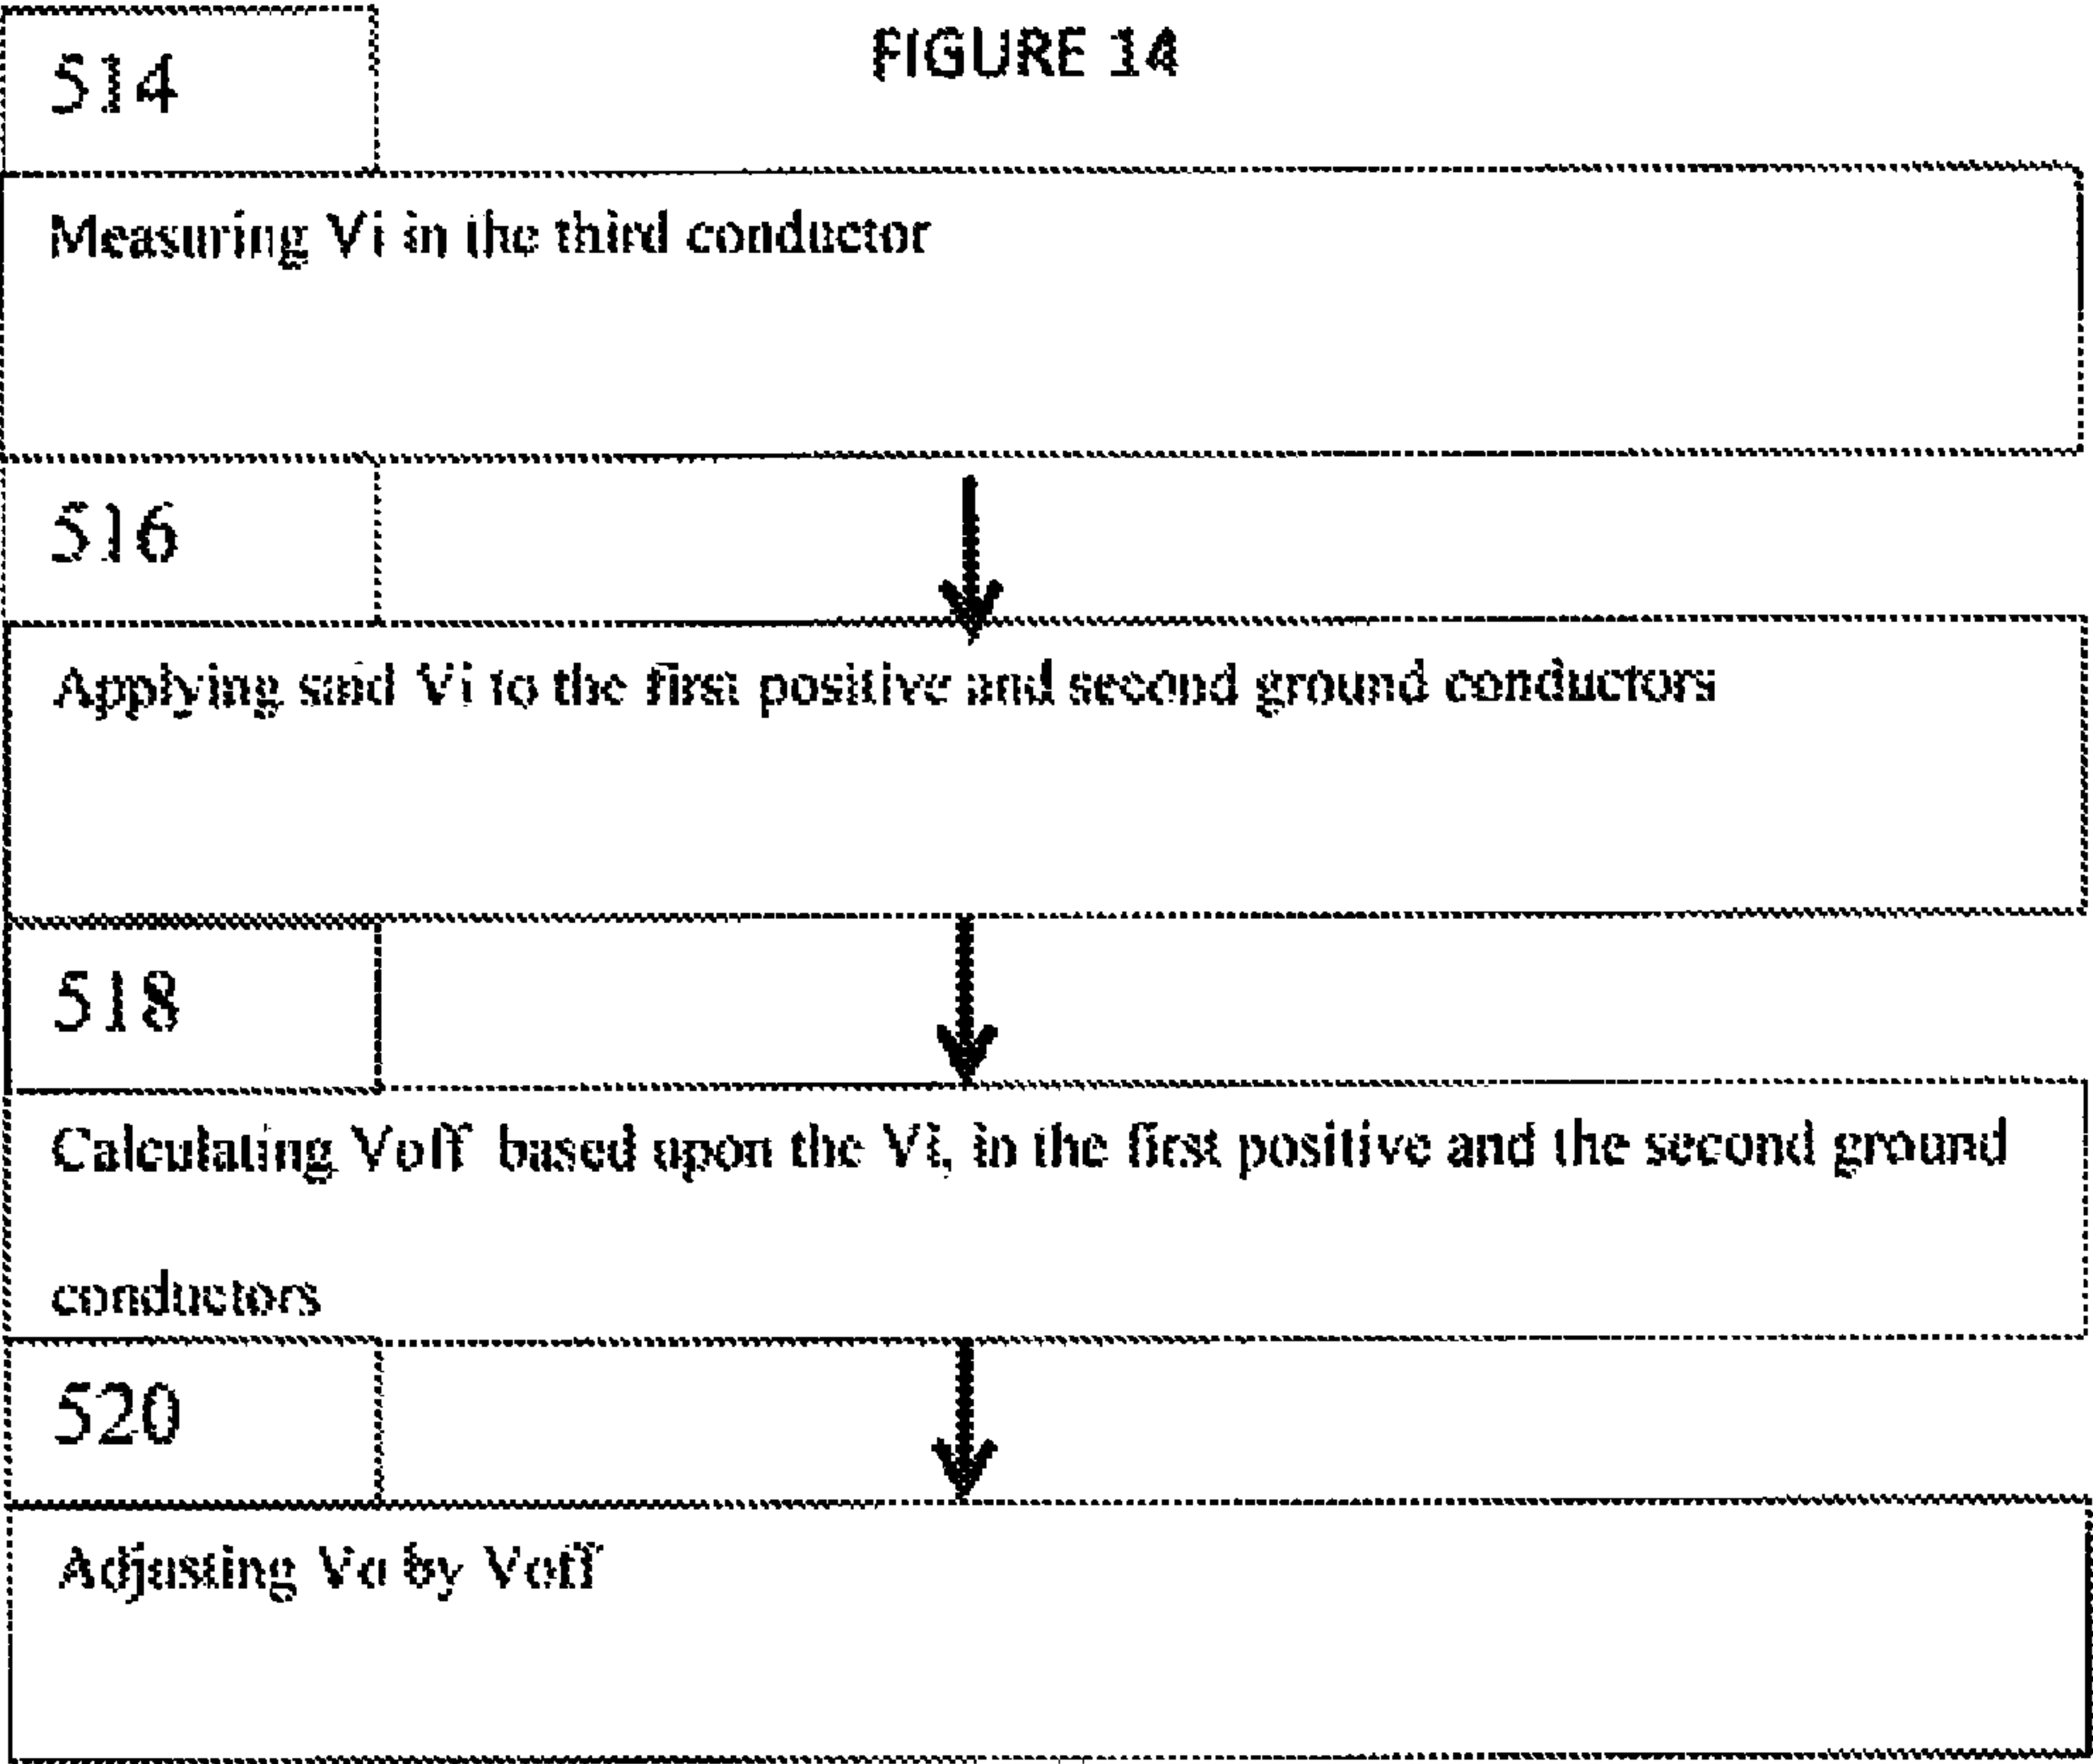 514
FIGURE 14
Measuring Vi in the third conductor
516
Applying said Vi to the first positive and second ground conductors
518
Calculating Voff based upon the Vi, in the first positive and the second ground
conductors
520
Adjusting Vo by Voff